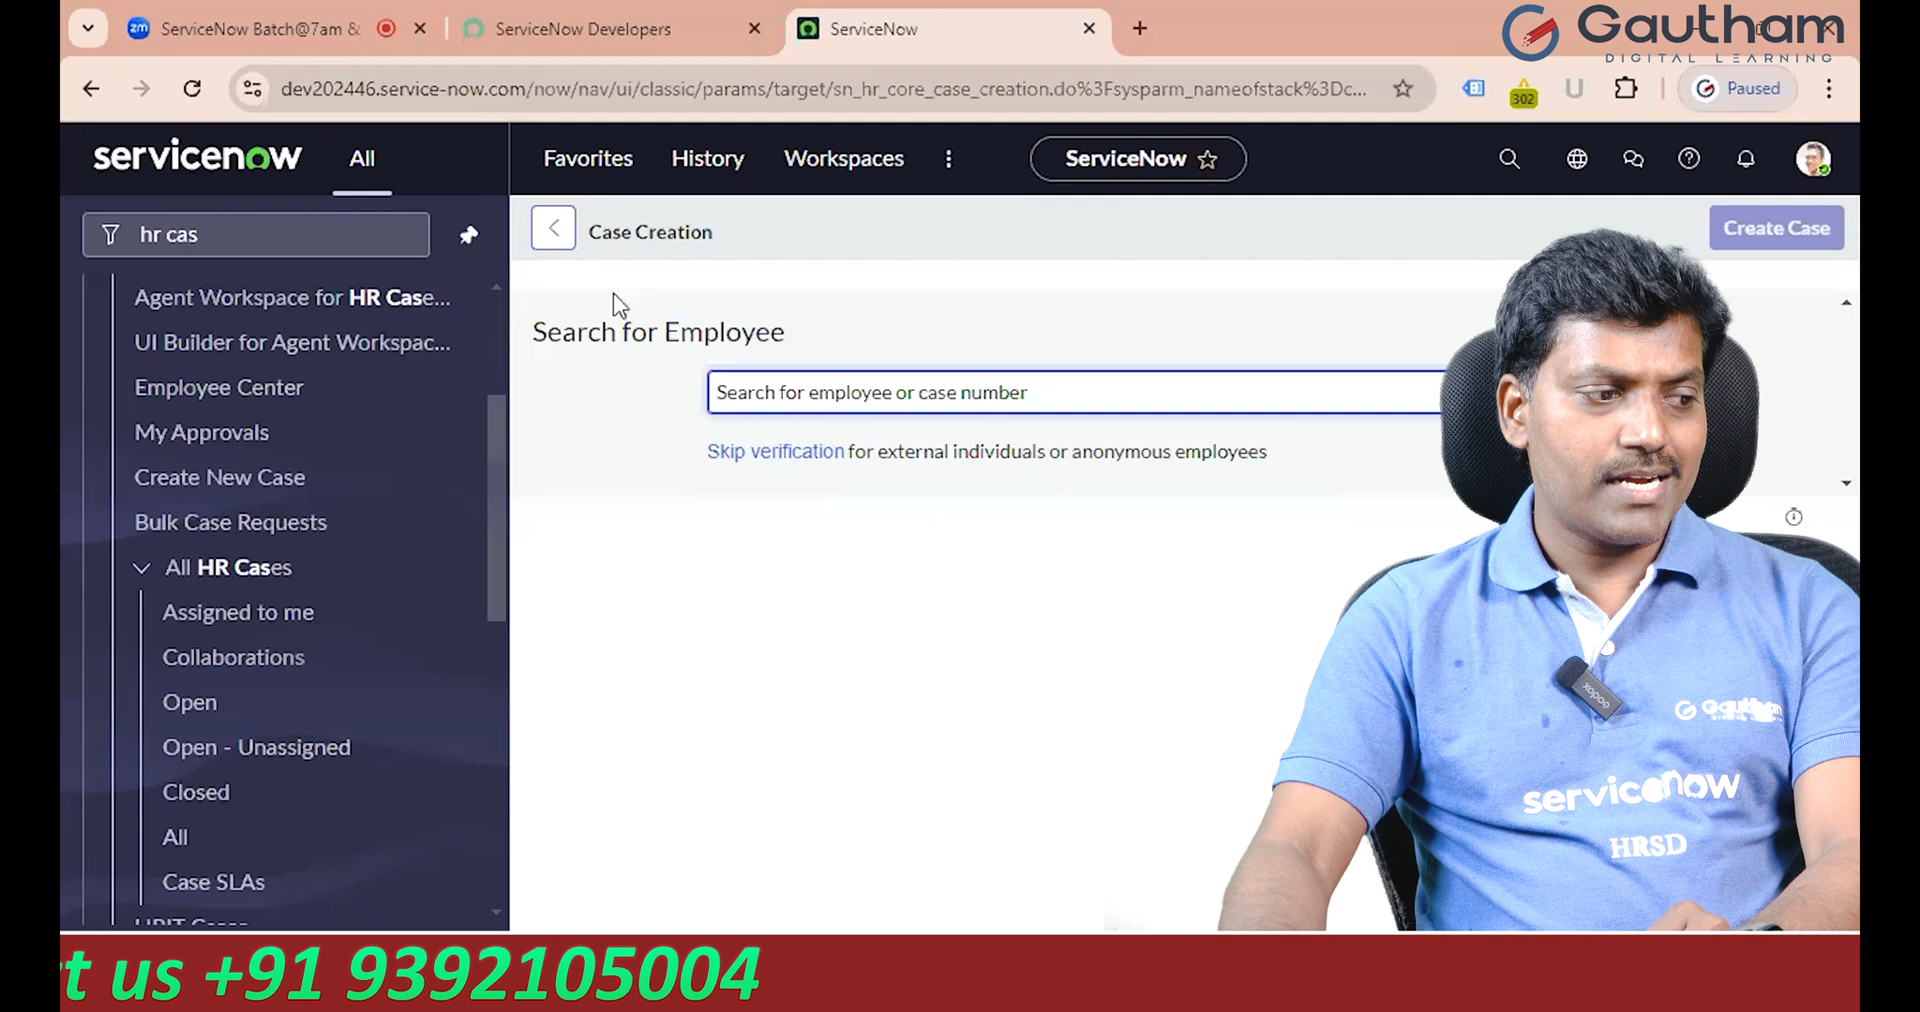 ServiceNow Batch@7am &
ServiceNow Developers
ServiceNow
Gautham
DIGITAL LEARNING
dev202446.service-now.com/now/nav/ui/classic/params/target/sn_hr_core_case_creation.do%3Fsysparm_nameofstack%3Dc...
302
U
Paused
servicenow
All
Favorites
History
Workspaces
ServiceNow
hr cas
Case Creation
Create Case
Agent Workspace for HR Case...
UI Builder for Agent Workspac...
Employee Center
My Approvals
Create New Case
Bulk Case Requests
All HR Cases
Assigned to me
Collaborations
Open
Open - Unassigned
Closed
All
Case SLAs
Search for Employee
Search for employee or case number
Skip verification for external individuals or anonymous employees
Godox
Gautham
servicenow
HRSD
t us +91 9392105004